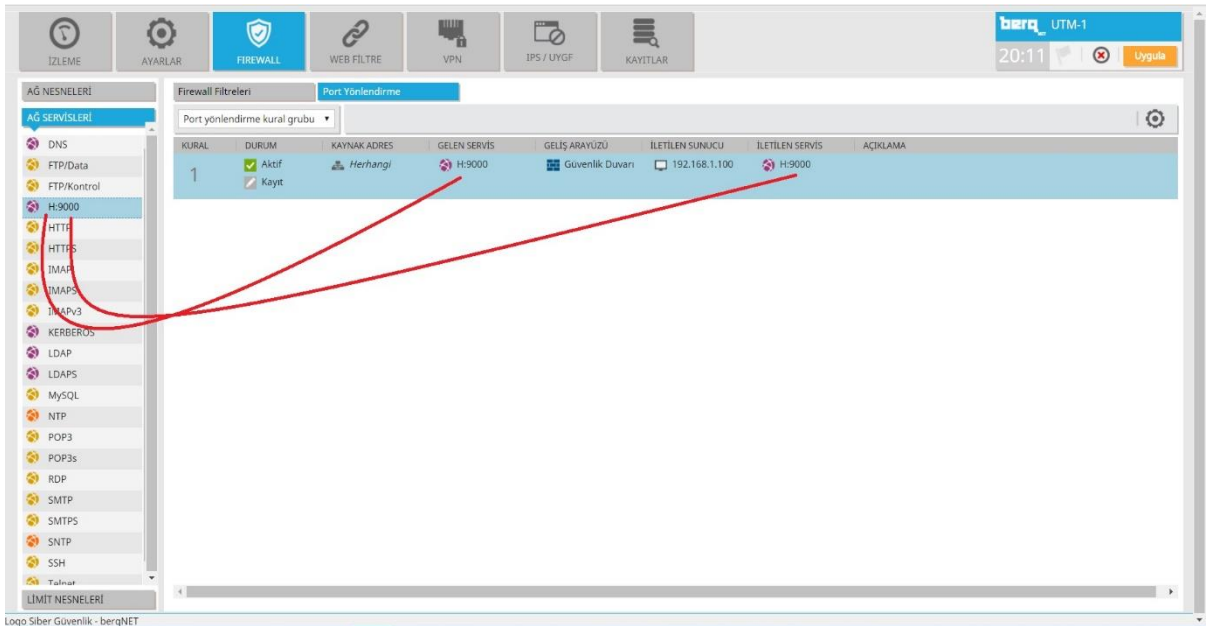 İZLEME
AYARLAR
FIREWALL
WEB FİLTRE
VPN
IPS / UYGF
KAYITLAR
berq NET UTM-1
20:11
Uygula
AĞ NESNELERİ
AĞ SERVİSLERİ
DNS
FTP/Data
FTP/Kontrol
H:9000
HTTP
HTTPS
IMAP
IMAPS
IMAPv3
KERBEROS
LDAP
LDAPS
MySQL
NTP
POP3
POP3s
RDP
SMTP
SMTPS
SNTP
SSH
Telnet
LİMİT NESNELERİ
Firewall Filtreleri
Port Yönlendirme
Port yönlendirme kural grubu
KURAL DURUM KAYNAK ADRES GELEN SERVİS GELİŞ ARAYÜZÜ İLETİLEN SUNUCU İLETİLEN SERVİS AÇIKLAMA
1 Aktif Herhangi H:9000 Güvenlik Duvarı 192.168.1.100 H:9000
Kayıt
Logo Siber Güvenlik - berqNET